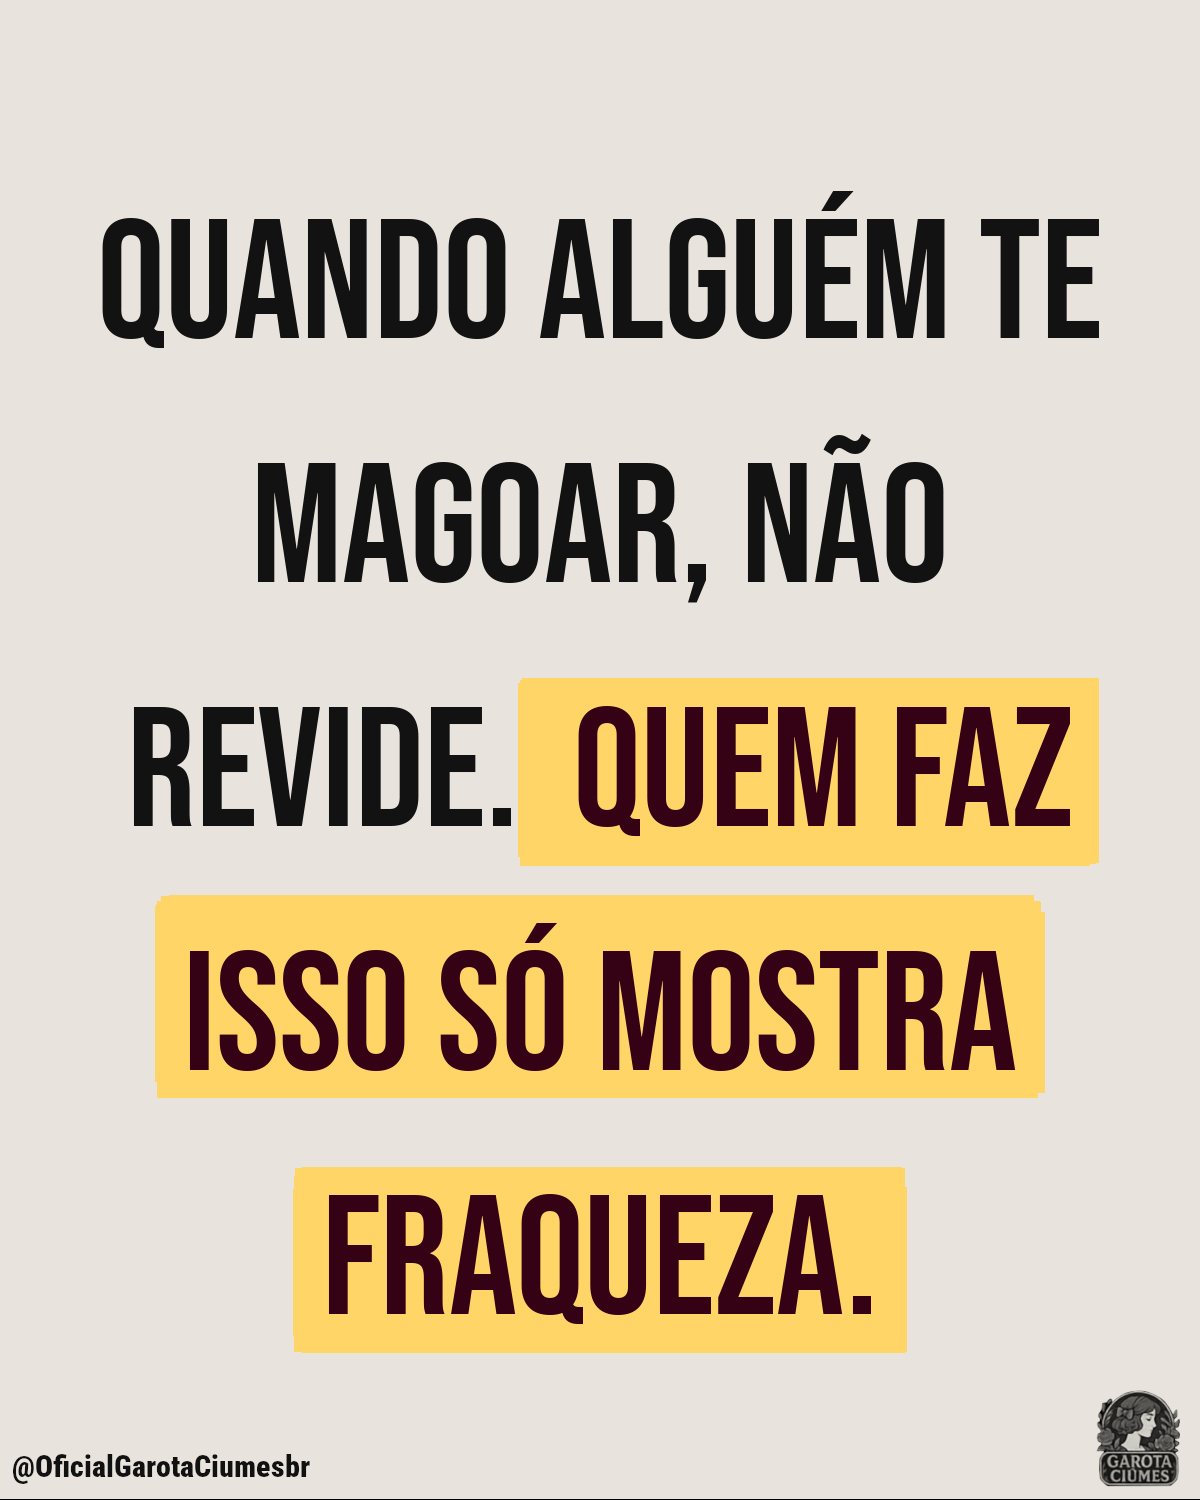 QUANDO ALGUÉM TE
MAGOAR, NÃO
REVIDE. QUEM FAZ
ISSO SÓ MOSTRA
FRAQUEZA.
@OficialGarotaCiumesbr
GAROTA
CIÚMES